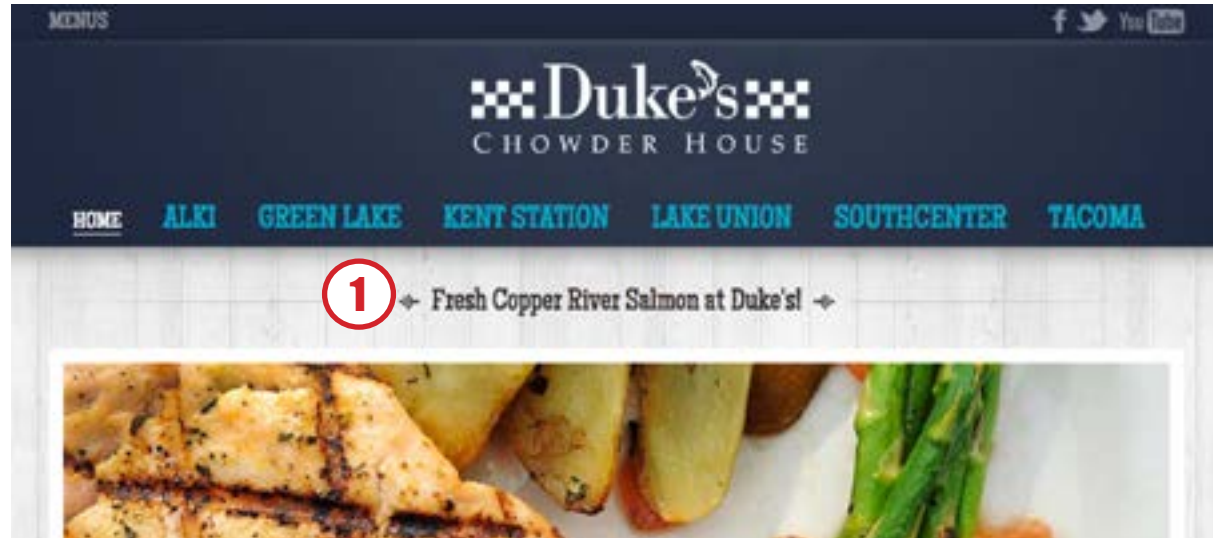 MENUS f You Tube
Duke's
CHOWDER HOUSE
HOME ALKI GREEN LAKE KENT STATION LAKE UNION SOUTHCENTER TACOMA
1 Fresh Copper River Salmon at Duke's!